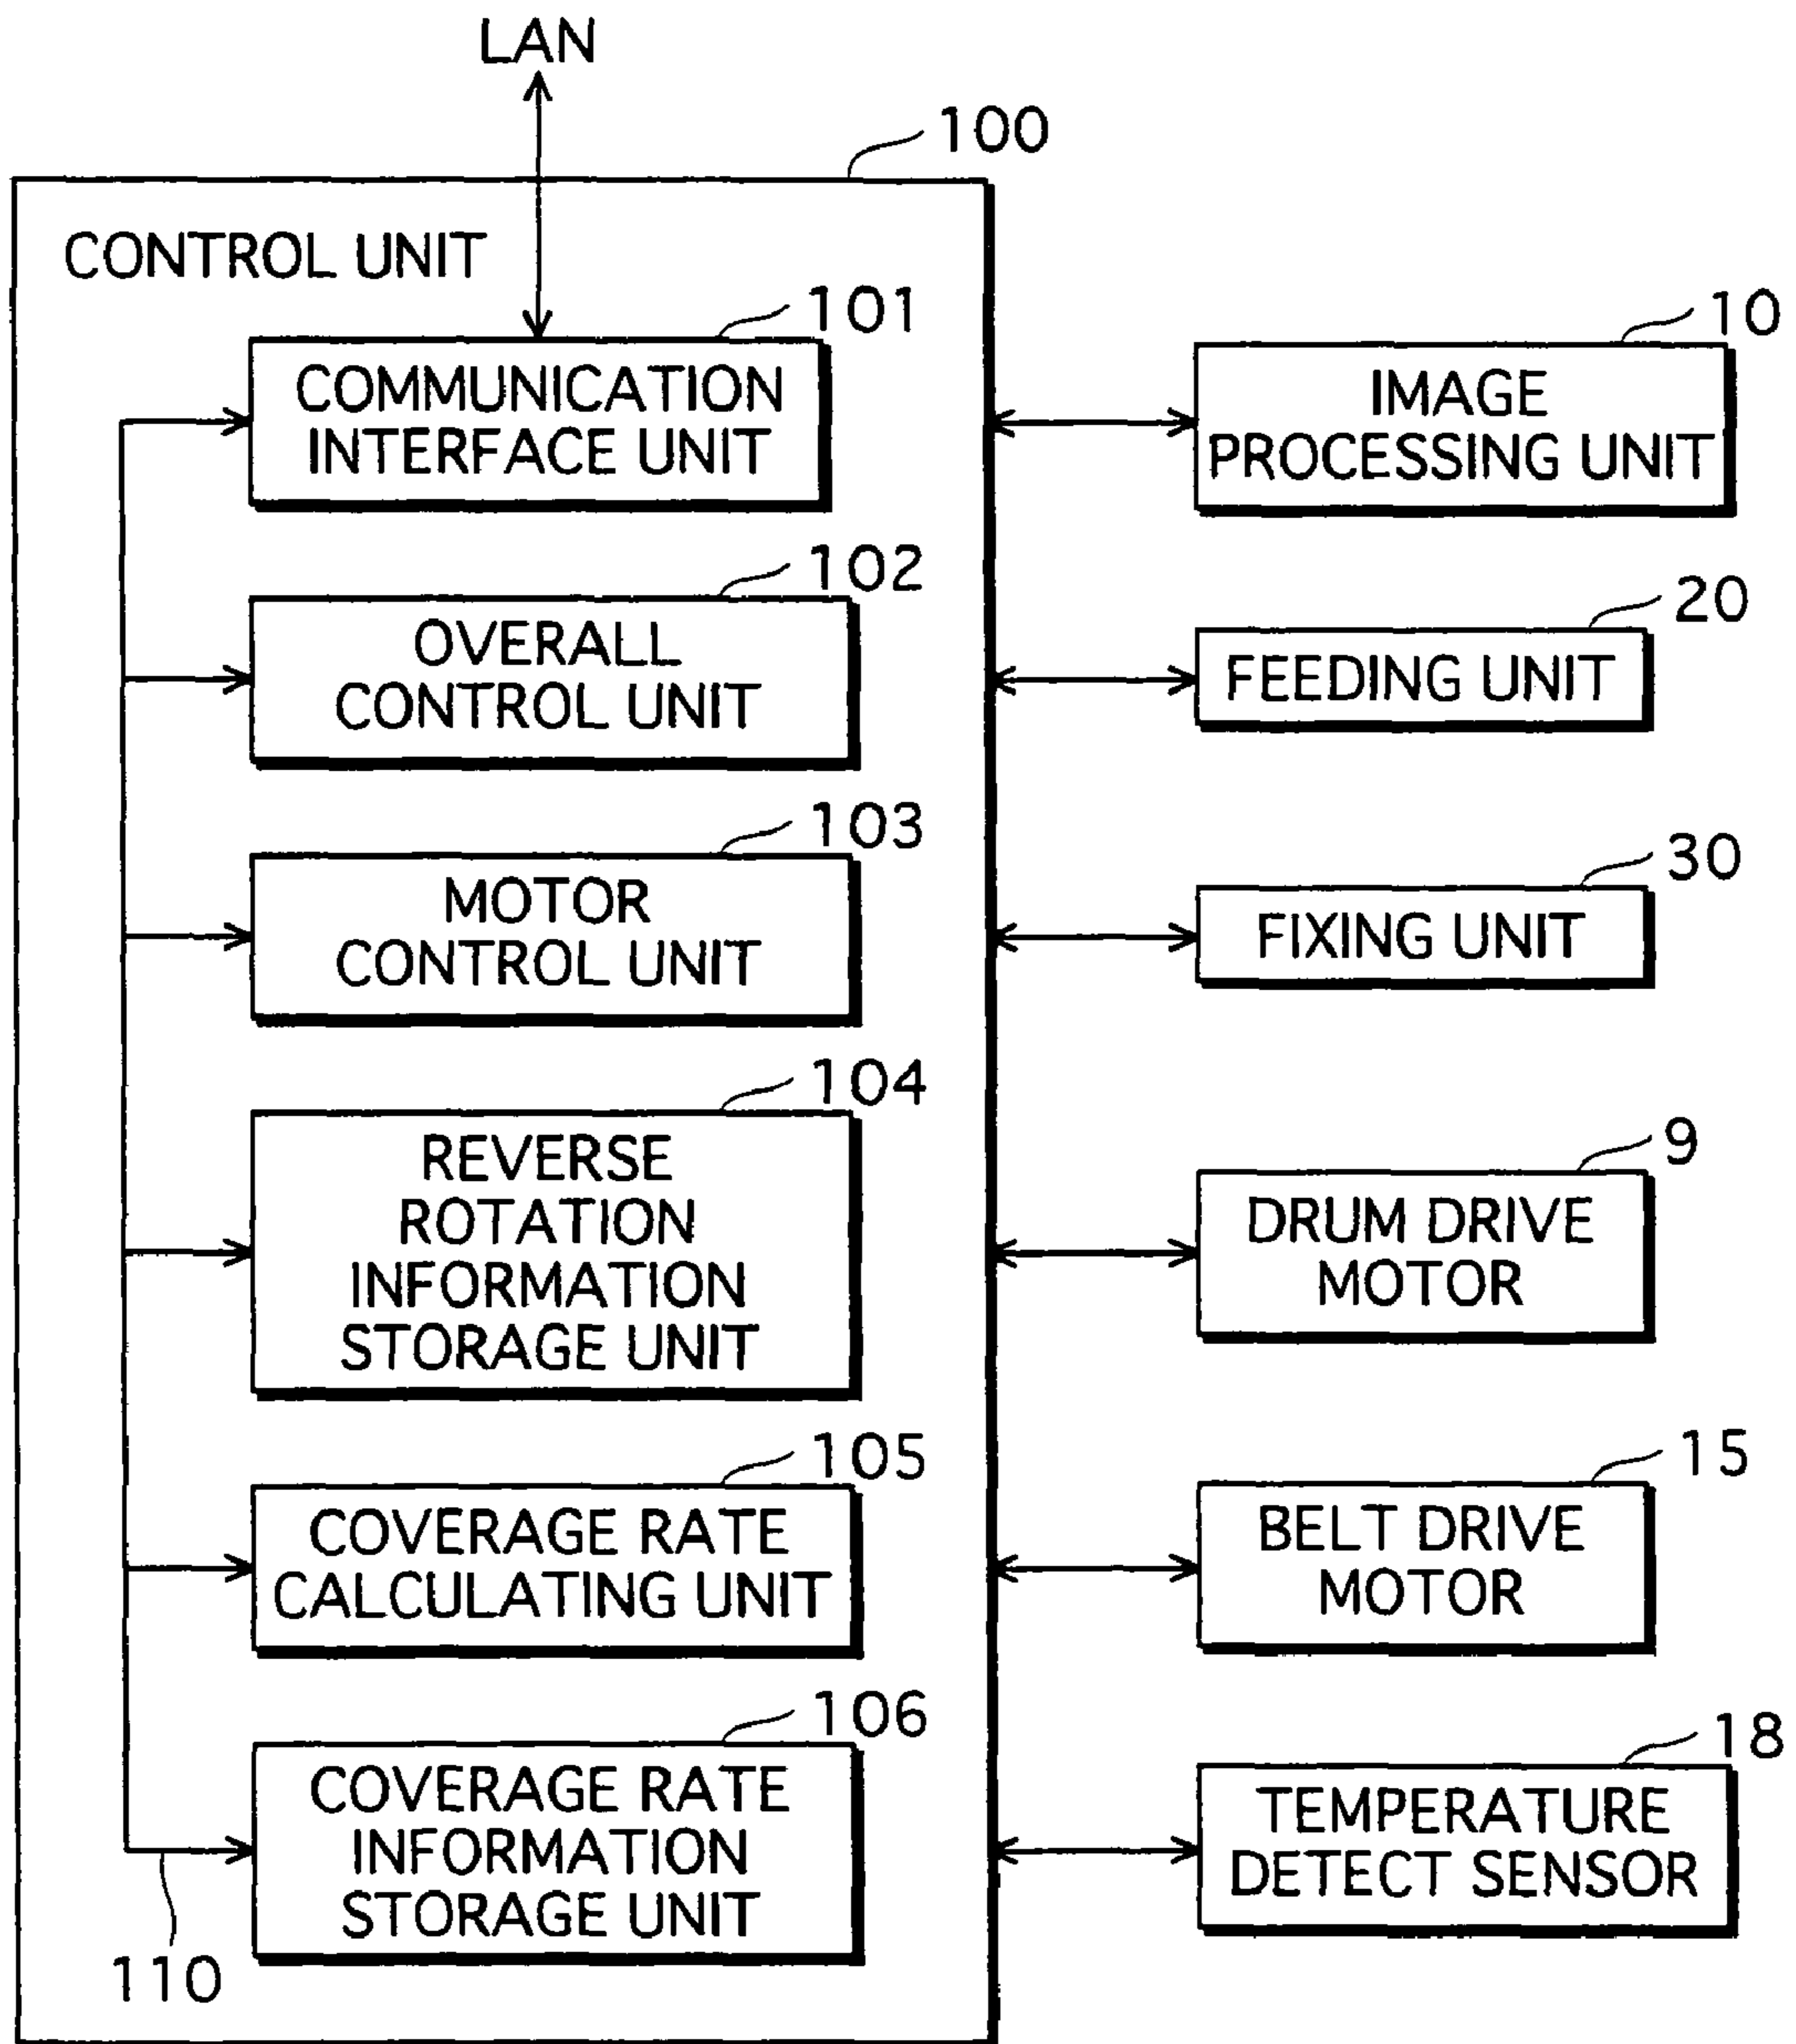 LAN
100
CONTROL UNIT
101
COMMUNICATION
INTERFACE UNIT
102
OVERALL
CONTROL UNIT
103
MOTOR
CONTROL UNIT
104
REVERSE
ROTATION
INFORMATION
STORAGE UNIT
105
COVERAGE RATE
CALCULATING UNIT
106
COVERAGE RATE
INFORMATION
STORAGE UNIT
110
10
IMAGE
PROCESSING UNIT
20
FEEDING UNIT
30
FIXING UNIT
9
DRUM DRIVE
MOTOR
15
BELT DRIVE
MOTOR
18
TEMPERATURE
DETECT SENSOR